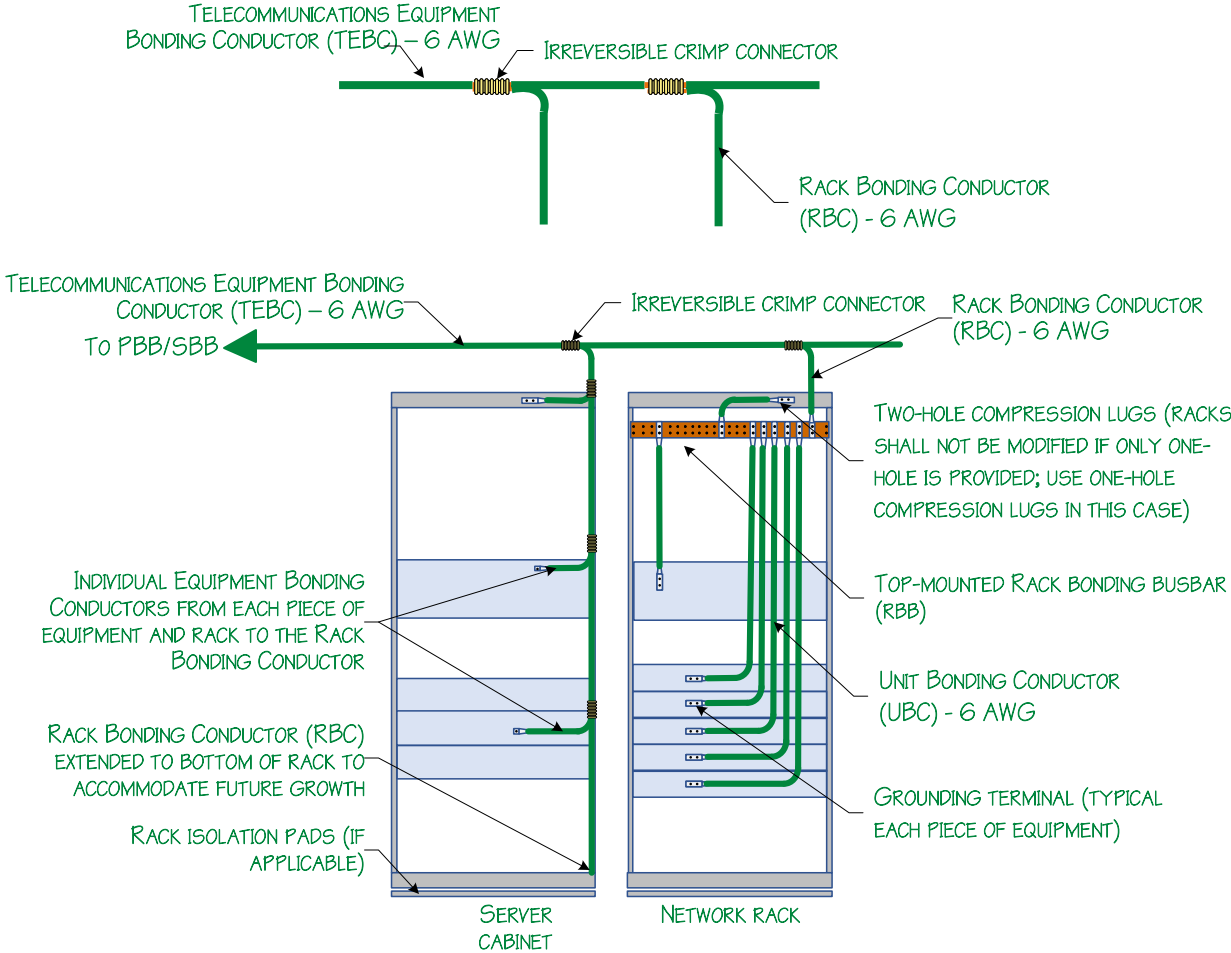 Telecommunications Equipment
Bonding Conductor (TEBC) – 6 AWG
Irreversible crimp connector
Rack Bonding Conductor
(RBC) - 6 AWG
Telecommunications Equipment Bonding
Conductor (TEBC) – 6 AWG
To PBB/SBB
Irreversible crimp connector
Rack Bonding Conductor
(RBC) - 6 AWG
Two-hole compression lugs (racks
shall not be modified if only one-
hole is provided; use one-hole
compression lugs in this case)
Individual Equipment Bonding
Conductors from each piece of
equipment and rack to the Rack
Bonding Conductor
Top-mounted Rack bonding busbar
(RBB)
Unit Bonding Conductor
(UBC) - 6 AWG
Rack Bonding Conductor (RBC)
extended to bottom of rack to
accommodate future growth
Grounding terminal (typical
each piece of equipment)
Rack isolation pads (if
applicable)
Server
cabinet
Network rack